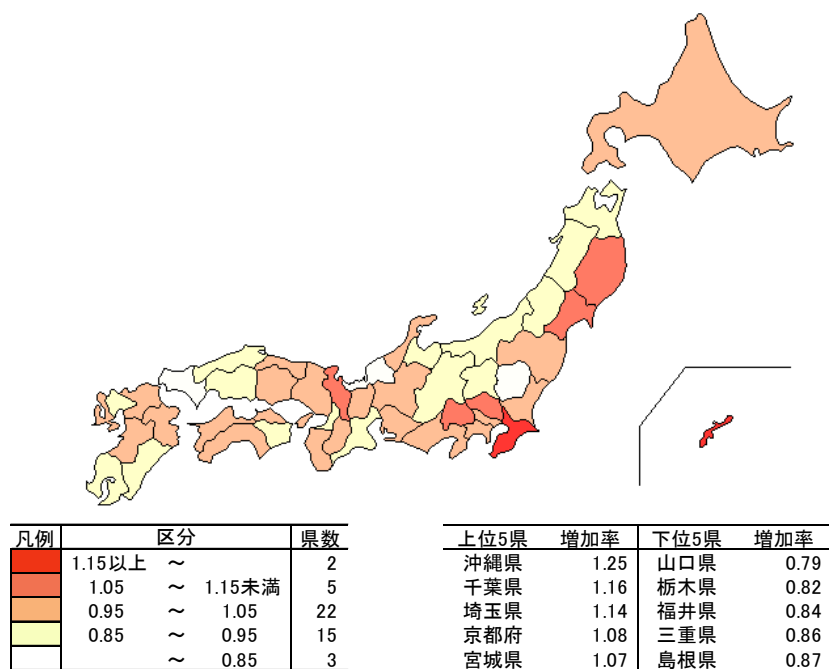 凡例 区分 県数
1.15以上 ～ 2
1.05 ～ 1.15未満 5
0.95 ～ 1.05 22
0.85 ～ 0.95 15
～ 0.85 3
上位5県 増加率 下位5県 増加率
沖縄県 1.25 山口県 0.79
千葉県 1.16 栃木県 0.82
埼玉県 1.14 福井県 0.84
京都府 1.08 三重県 0.86
宮城県 1.07 島根県 0.87